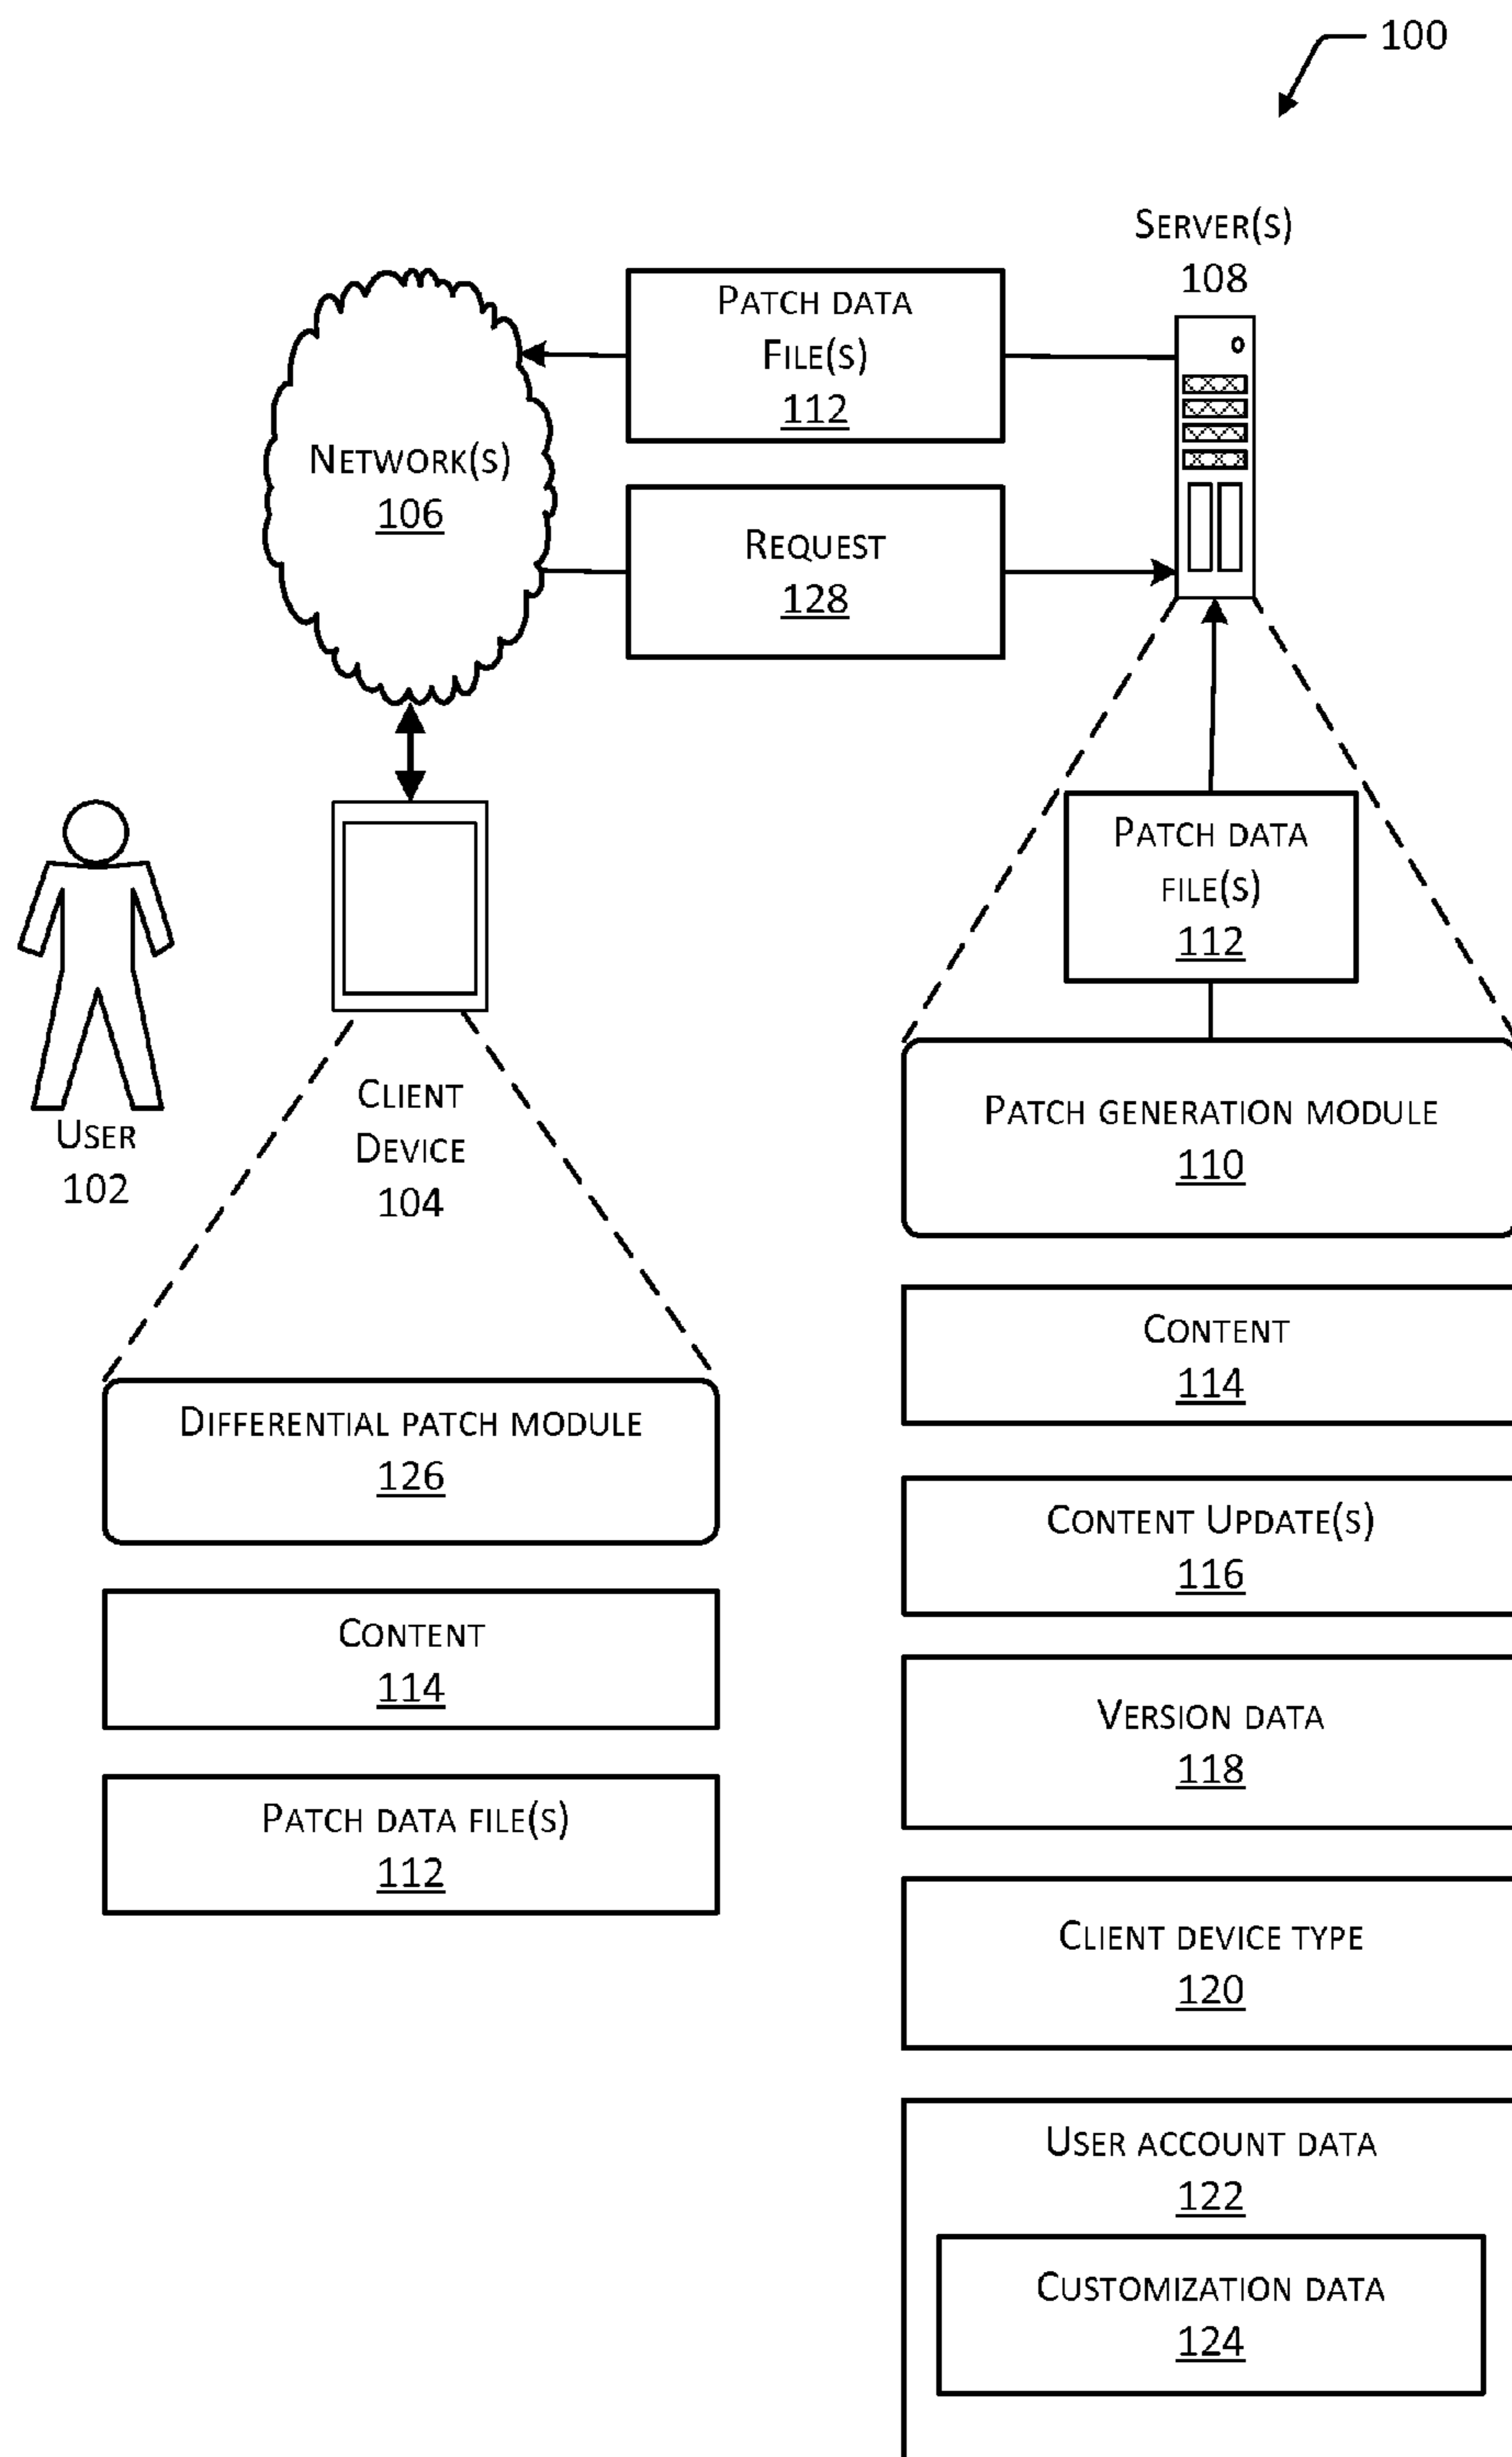 100
SERVER(S)
108
PATCH DATA
FILE(S)
112
NETWORK(S)
106
REQUEST
128
PATCH DATA
FILE(S)
112
USER
102
CLIENT
DEVICE
104
PATCH GENERATION MODULE
110
CONTENT
114
DIFFERENTIAL PATCH MODULE
126
CONTENT UPDATE(S)
116
CONTENT
114
VERSION DATA
118
PATCH DATA FILE(S)
112
CLIENT DEVICE TYPE
120
USER ACCOUNT DATA
122
CUSTOMIZATION DATA
124